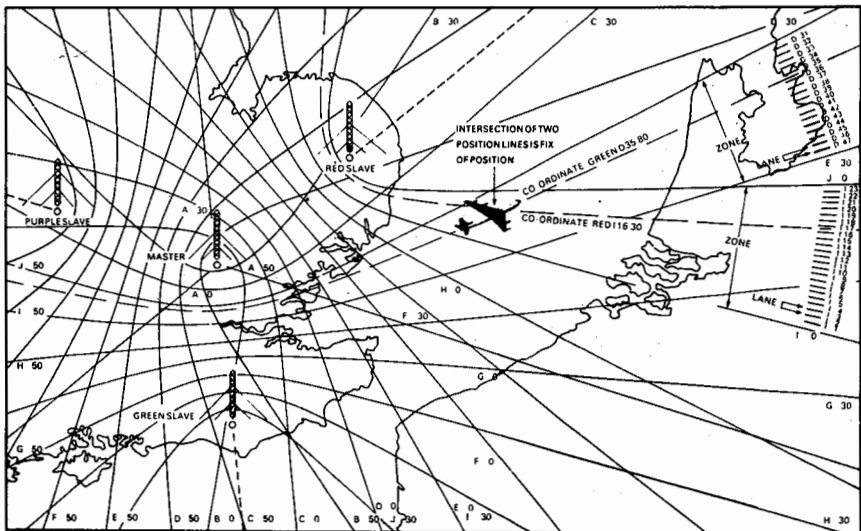 B 30
C 30
D 30
INTERSECTION OF TWO
POSITION LINES IS FIX
OF POSITION
ZONE
LANE
RED SLAVE
CO-ORDINATE GREEN D35 80
E 30
J 0
PURPLE SLAVE
A 30
CO-ORDINATE RED I 16 30
ZONE
MASTER
J 50
A 50
A 0
I 50
H 0
F 30
LANE
I 0
H 50
G 0
GREEN SLAVE
G 30
G 50
F 0
F 50
E 50
D 50
B 0
C 50
C 0
B 50
D 0
J 30
E 0
I 30
H 30